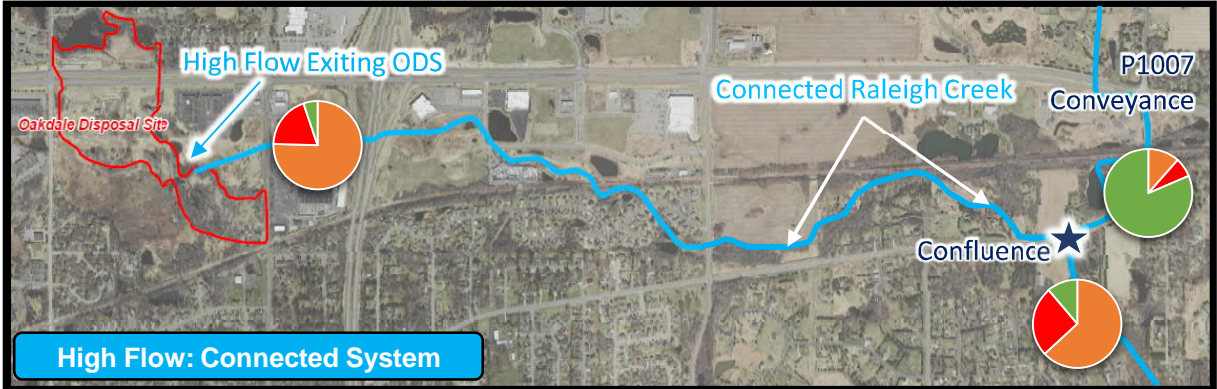 High Flow Exiting ODS
Oakdale Disposal Site
Connected Raleigh Creek
P1007
Conveyance
Confluence
High Flow: Connected System